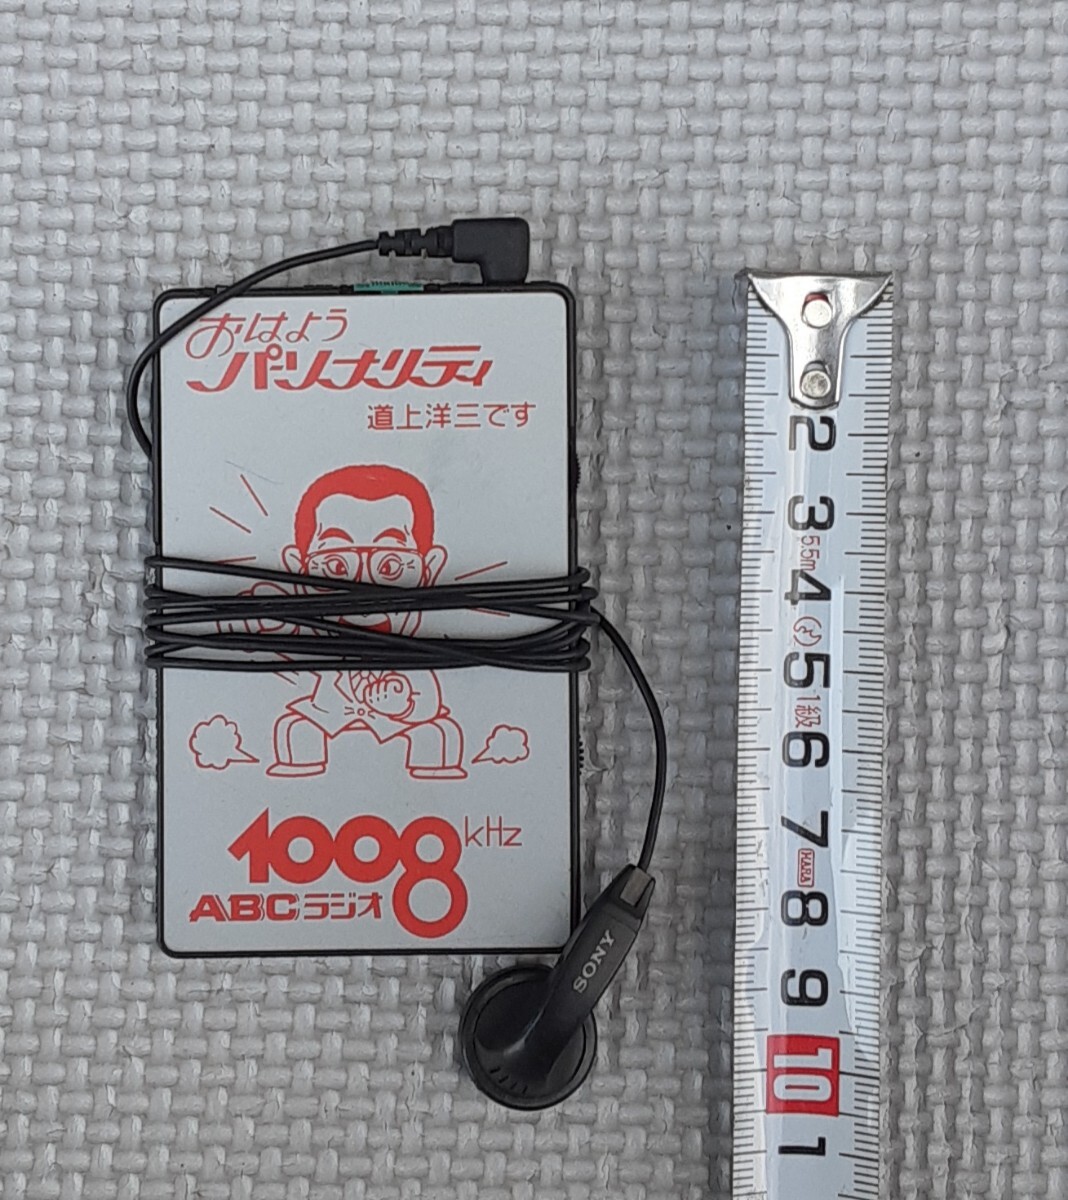 おはよう
パーソナリティ
道上洋三です
1008 kHz
ABCラジオ
SONY
2
3
5.5m
4
5
1級
6
7
HARA
8
9
10
1